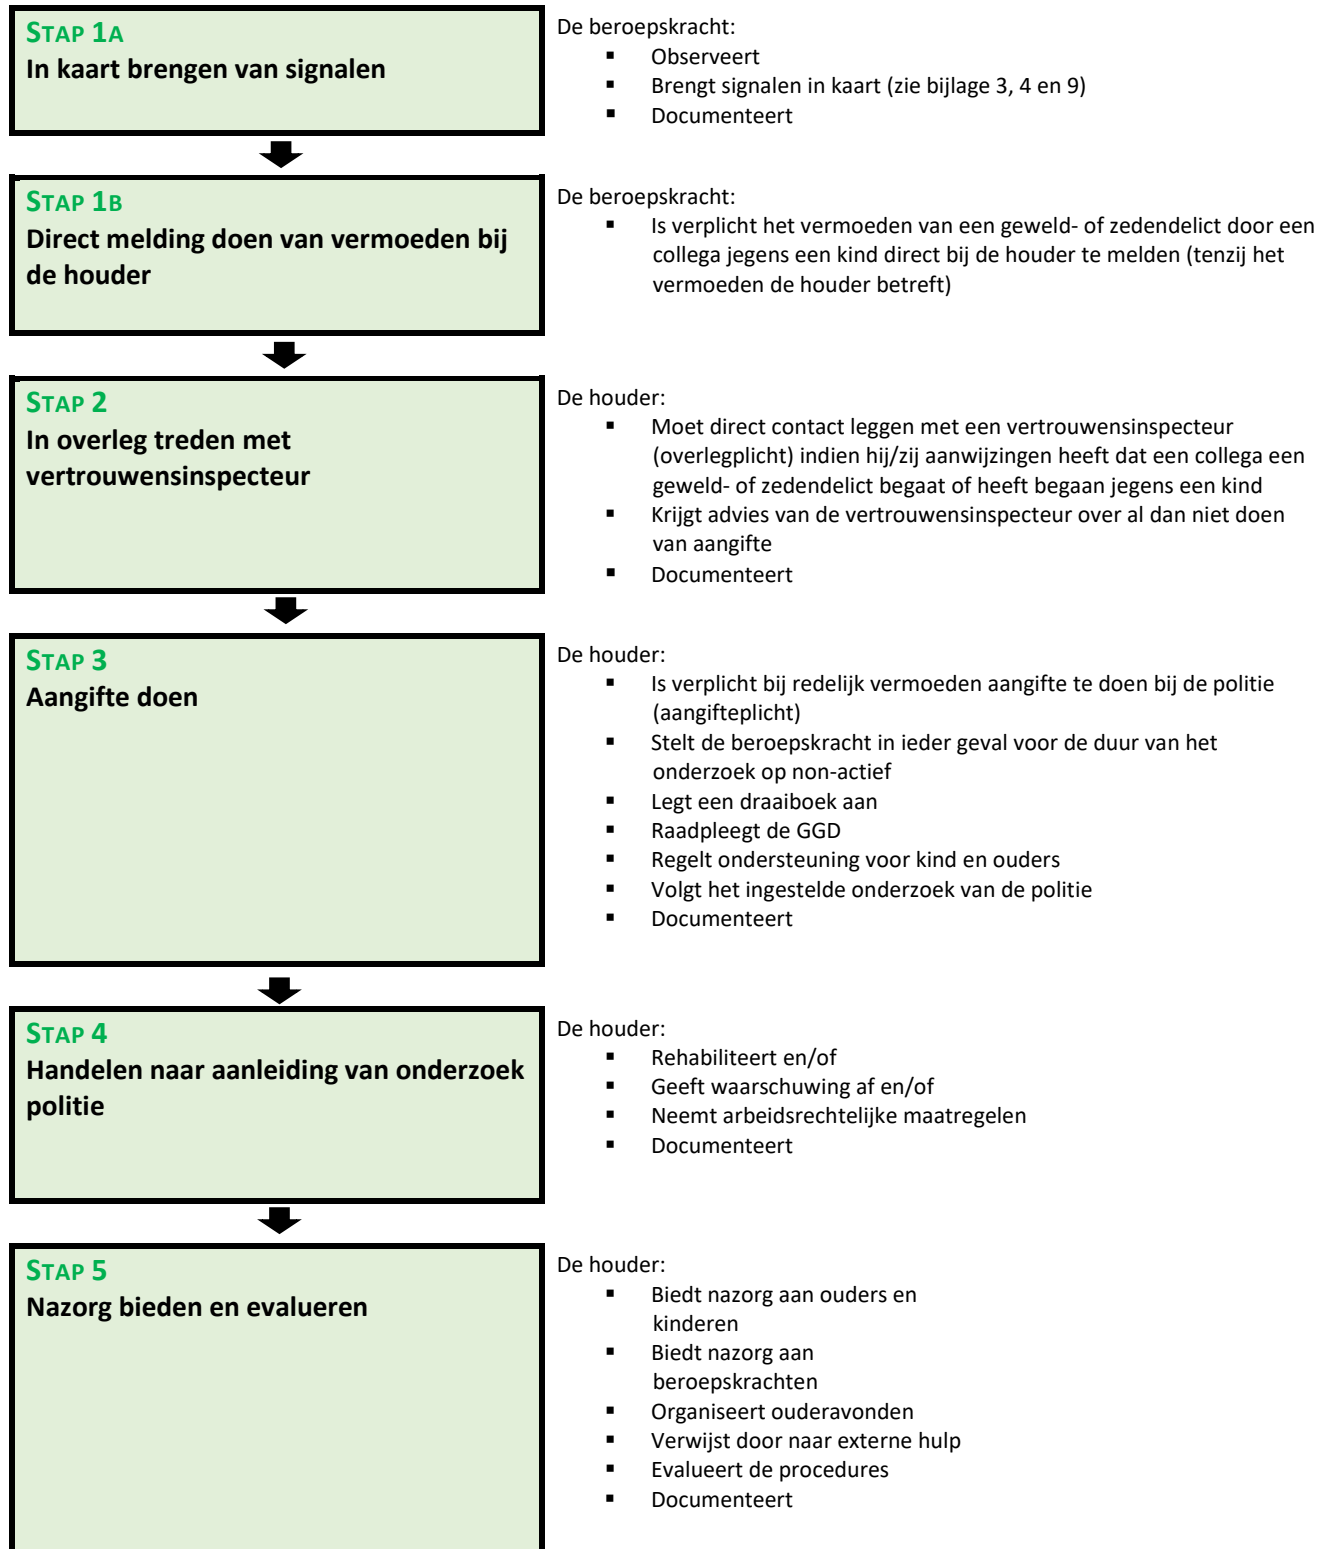 STAP 1A
In kaart brengen van signalen
De beroepskracht:
▪ Observeert
▪ Brengt signalen in kaart (zie bijlage 3, 4 en 9)
▪ Documenteert
STAP 1B
Direct melding doen van vermoeden bij
de houder
De beroepskracht:
▪ Is verplicht het vermoeden van een geweld- of zedendelict door een
collega jegens een kind direct bij de houder te melden (tenzij het
vermoeden de houder betreft)
STAP 2
In overleg treden met
vertrouwensinspecteur
De houder:
▪ Moet direct contact leggen met een vertrouwensinspecteur
(overlegplicht) indien hij/zij aanwijzingen heeft dat een collega een
geweld- of zedendelict begaat of heeft begaan jegens een kind
▪ Krijgt advies van de vertrouwensinspecteur over al dan niet doen
van aangifte
▪ Documenteert
STAP 3
Aangifte doen
De houder:
▪ Is verplicht bij redelijk vermoeden aangifte te doen bij de politie
(aangifteplicht)
▪ Stelt de beroepskracht in ieder geval voor de duur van het
onderzoek op non-actief
▪ Legt een draaiboek aan
▪ Raadpleegt de GGD
▪ Regelt ondersteuning voor kind en ouders
▪ Volgt het ingestelde onderzoek van de politie
▪ Documenteert
STAP 4
Handelen naar aanleiding van onderzoek
politie
De houder:
▪ Rehabiliteert en/of
▪ Geeft waarschuwing af en/of
▪ Neemt arbeidsrechtelijke maatregelen
▪ Documenteert
STAP 5
Nazorg bieden en evalueren
De houder:
▪ Biedt nazorg aan ouders en
kinderen
▪ Biedt nazorg aan
beroepskrachten
▪ Organiseert ouderavonden
▪ Verwijst door naar externe hulp
▪ Evalueert de procedures
▪ Documenteert